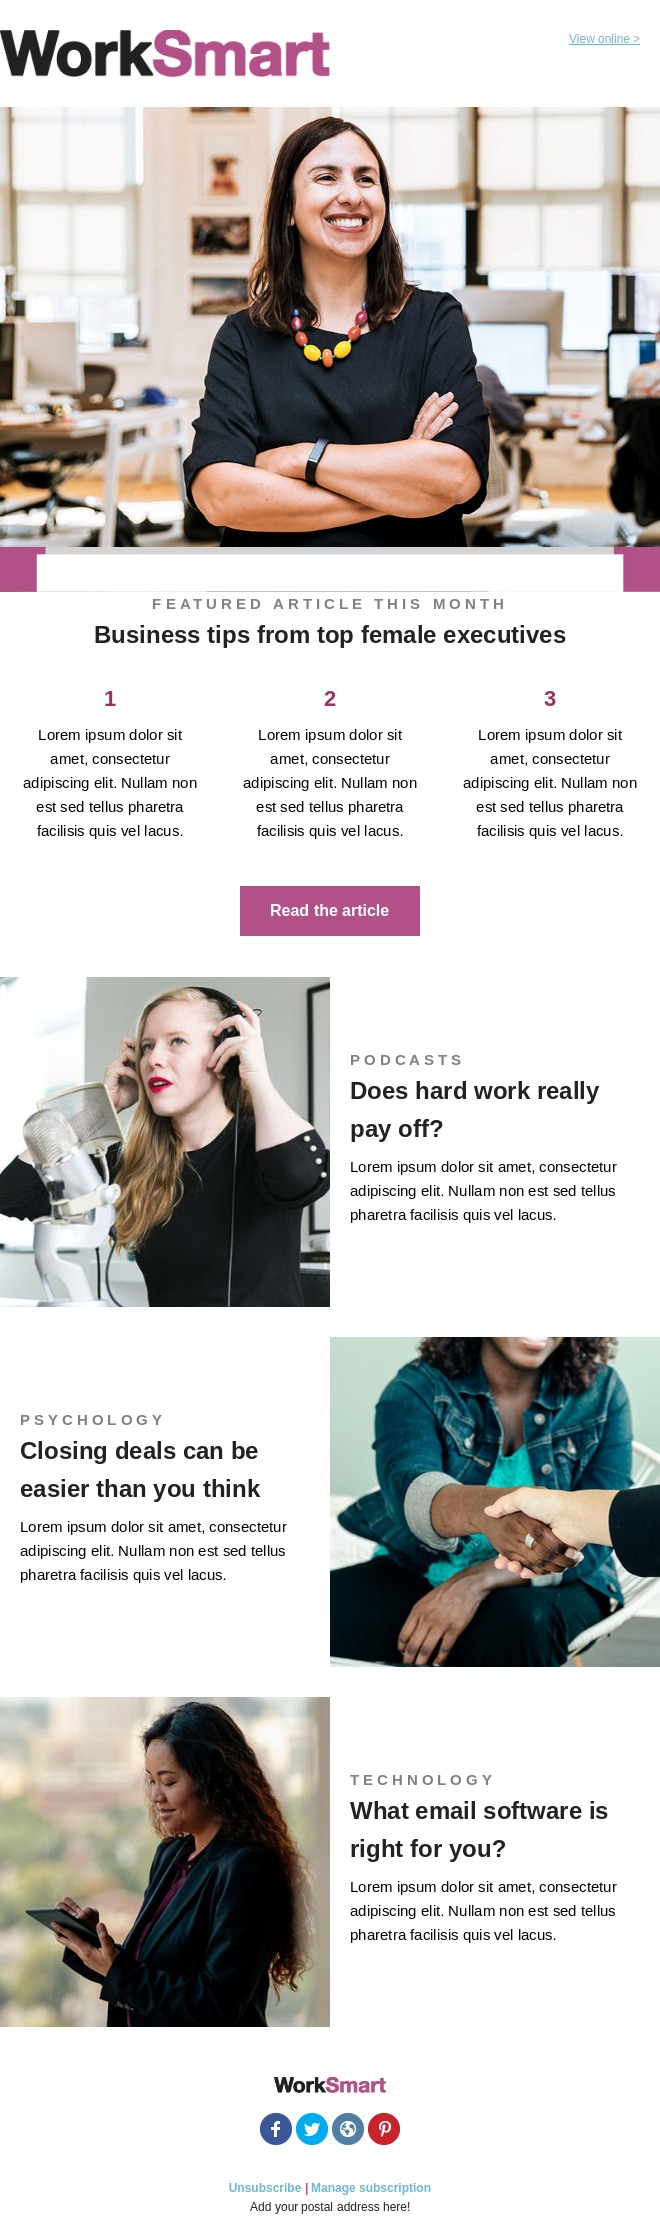 WorkSmart
View online >
FEATURED ARTICLE THIS MONTH
Business tips from top female executives
1
Lorem ipsum dolor sit
amet, consectetur
adipiscing elit. Nullam non
est sed tellus pharetra
facilisis quis vel lacus.
2
Lorem ipsum dolor sit
amet, consectetur
adipiscing elit. Nullam non
est sed tellus pharetra
facilisis quis vel lacus.
3
Lorem ipsum dolor sit
amet, consectetur
adipiscing elit. Nullam non
est sed tellus pharetra
facilisis quis vel lacus.
Read the article
PODCASTS
Does hard work really
pay off?
Lorem ipsum dolor sit amet, consectetur
adipiscing elit. Nullam non est sed tellus
pharetra facilisis quis vel lacus.
PSYCHOLOGY
Closing deals can be
easier than you think
Lorem ipsum dolor sit amet, consectetur
adipiscing elit. Nullam non est sed tellus
pharetra facilisis quis vel lacus.
TECHNOLOGY
What email software is
right for you?
Lorem ipsum dolor sit amet, consectetur
adipiscing elit. Nullam non est sed tellus
pharetra facilisis quis vel lacus.
WorkSmart
Unsubscribe | Manage subscription
Add your postal address here!